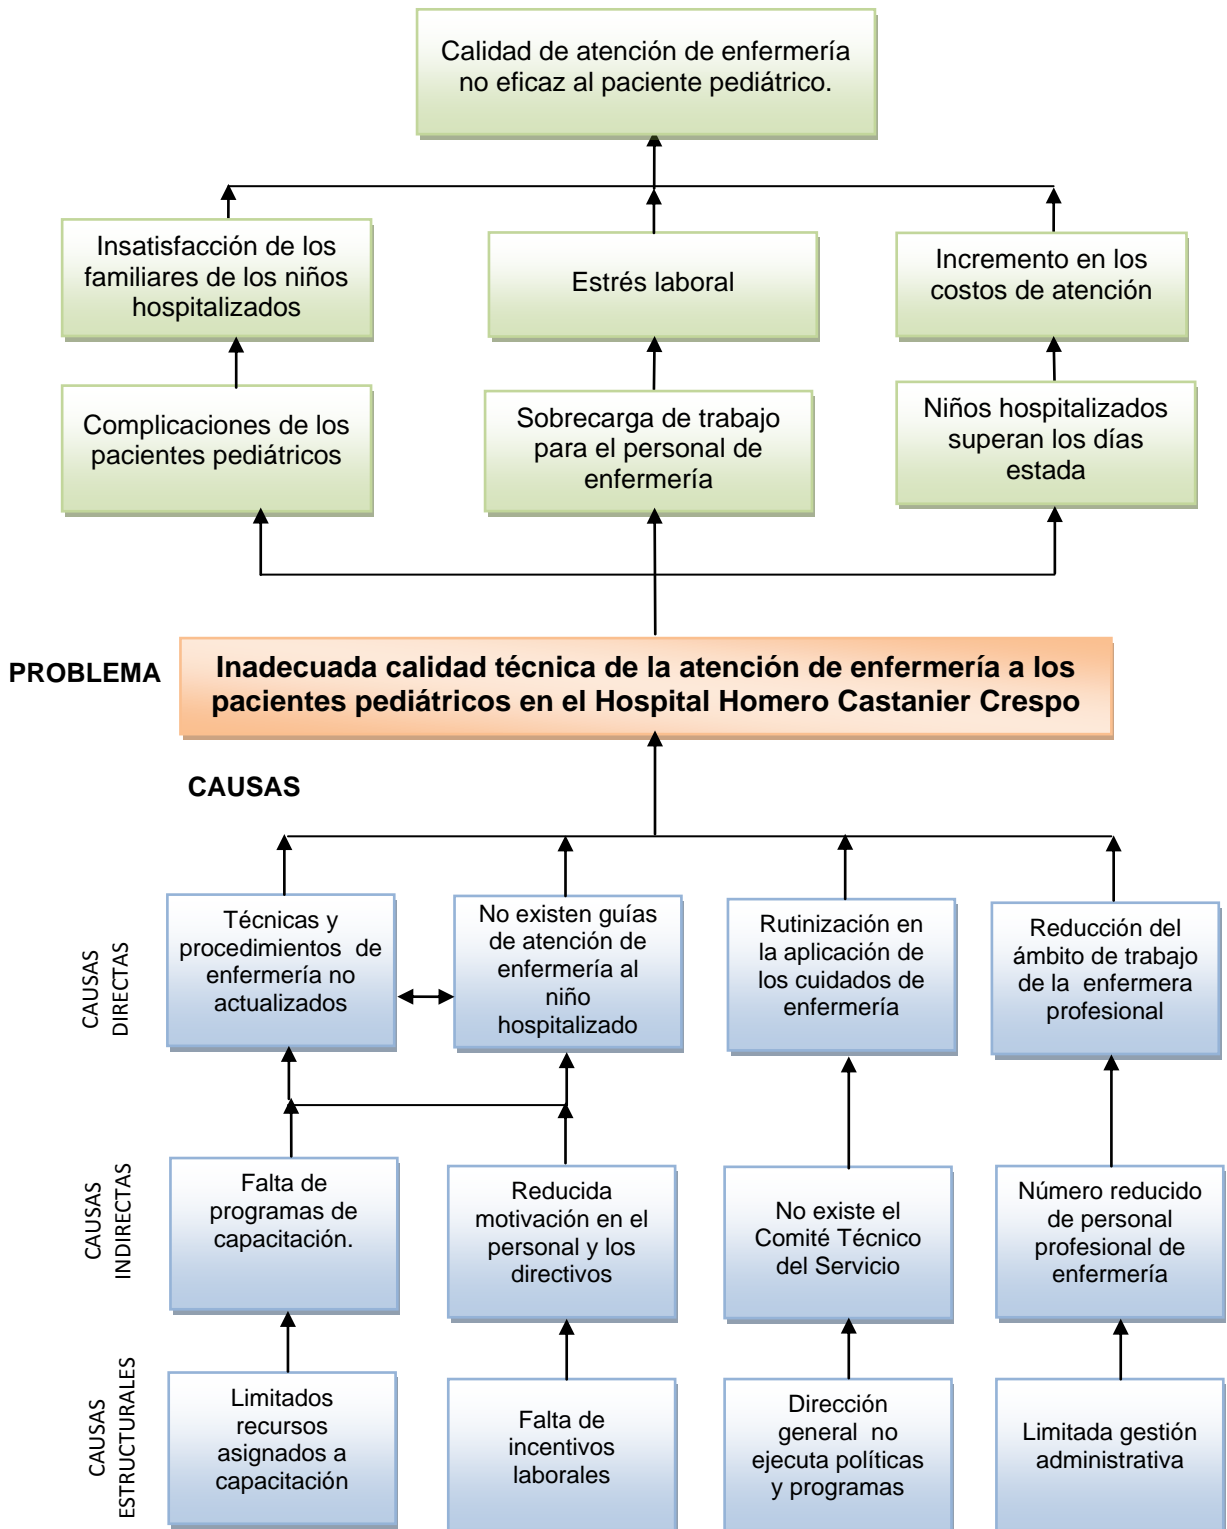 Calidad de atención de enfermería
no eficaz al paciente pediátrico.
Insatisfacción de los
familiares de los niños
hospitalizados
Estrés laboral
Incremento en los
costos de atención
Complicaciones de los
pacientes pediátricos
Sobrecarga de trabajo
para el personal de
enfermería
Niños hospitalizados
superan los días
estada
PROBLEMA
Inadecuada calidad técnica de la atención de enfermería a los
pacientes pediátricos en el Hospital Homero Castanier Crespo
CAUSAS
CAUSAS
DIRECTAS
Técnicas y
procedimientos de
enfermería no
actualizados
No existen guías
de atención de
enfermería al
niño
hospitalizado
Rutinización en
la aplicación de
los cuidados de
enfermería
Reducción del
ámbito de trabajo
de la enfermera
profesional
CAUSAS
INDIRECTAS
Falta de
programas de
capacitación.
Reducida
motivación en el
personal y los
directivos
No existe el
Comité Técnico
del Servicio
Número reducido
de personal
profesional de
enfermería
CAUSAS
ESTRUCTURALES
Limitados
recursos
asignados a
capacitación
Falta de
incentivos
laborales
Dirección
general no
ejecuta políticas
y programas
Limitada gestión
administrativa